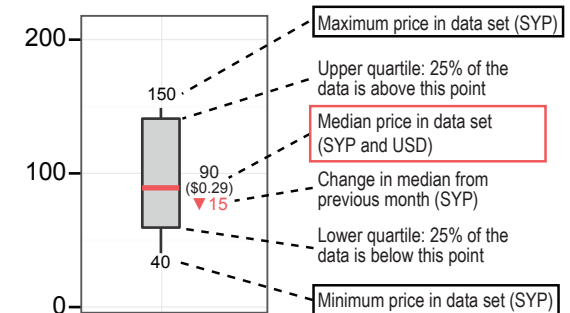 200
100
0
150
90
($0.29)
▼15
40
Maximum price in data set (SYP)
Upper quartile: 25% of the
data is above this point
Median price in data set
(SYP and USD)
Change in median from
previous month (SYP)
Lower quartile: 25% of the
data is below this point
Minimum price in data set (SYP)